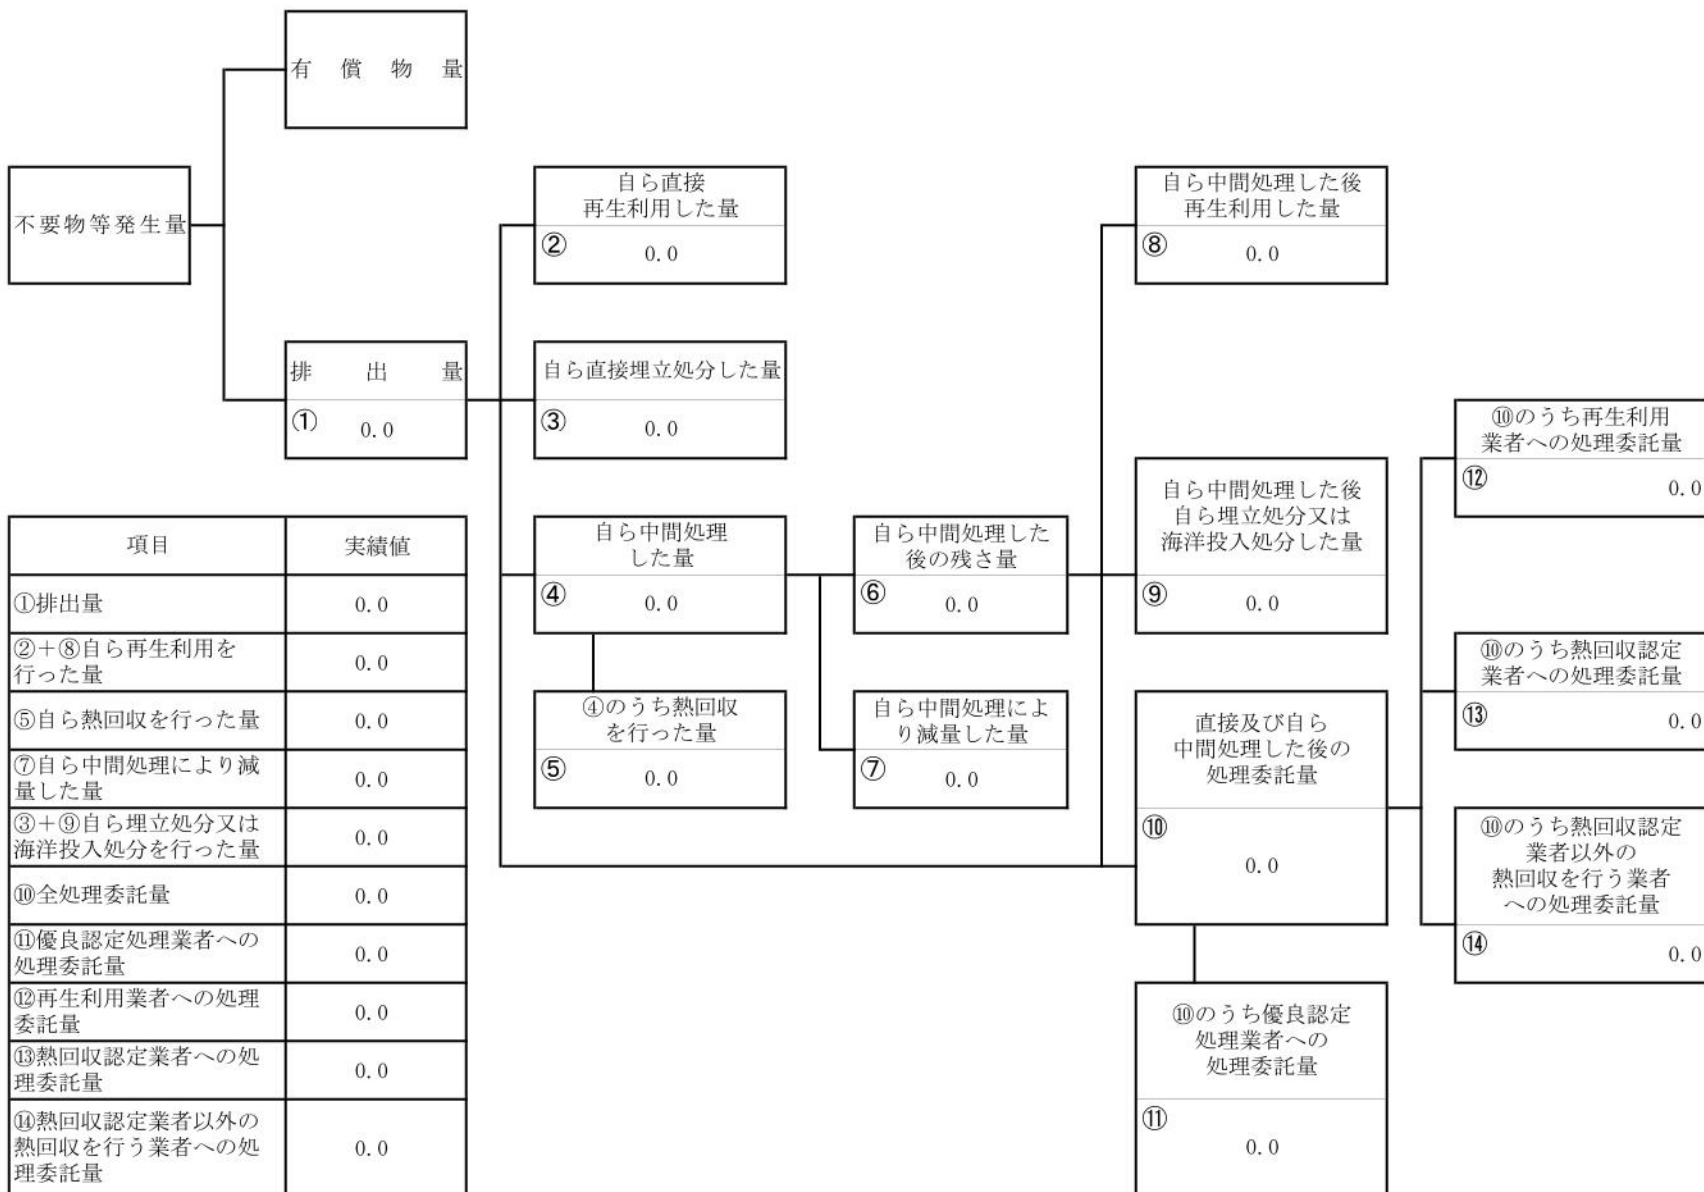 有償物量
不要物等発生量
排出量
① 0.0
自ら直接
再生利用した量
② 0.0
自ら直接埋立処分した量
③ 0.0
自ら中間処理
した量
④ 0.0
④のうち熱回収
を行った量
⑤ 0.0
自ら中間処理した
後の残さ量
⑥ 0.0
自ら中間処理によ
り減量した量
⑦ 0.0
自ら中間処理した後
再生利用した量
⑧ 0.0
自ら中間処理した後
自ら埋立処分又は
海洋投入処分した量
⑨ 0.0
直接及び自ら
中間処理した後の
処理委託量
⑩
0.0
⑩のうち優良認定
処理業者への
処理委託量
⑪
0.0
⑩のうち再生利用
業者への処理委託量
⑫ 0.0
⑩のうち熱回収認定
業者への処理委託量
⑬ 0.0
⑩のうち熱回収認定
業者以外の
熱回収を行う業者
への処理委託量
⑭ 0.0
項目 実績値
①排出量 0.0
②+⑧自ら再生利用を
行った量 0.0
⑤自ら熱回収を行った量 0.0
⑦自ら中間処理により減
量した量 0.0
③+⑨自ら埋立処分又は
海洋投入処分を行った量 0.0
⑩全処理委託量 0.0
⑪優良認定処理業者への
処理委託量 0.0
⑫再生利用業者への処理
委託量 0.0
⑬熱回収認定業者への処
理委託量 0.0
⑭熱回収認定業者以外の
熱回収を行う業者への処
理委託量 0.0